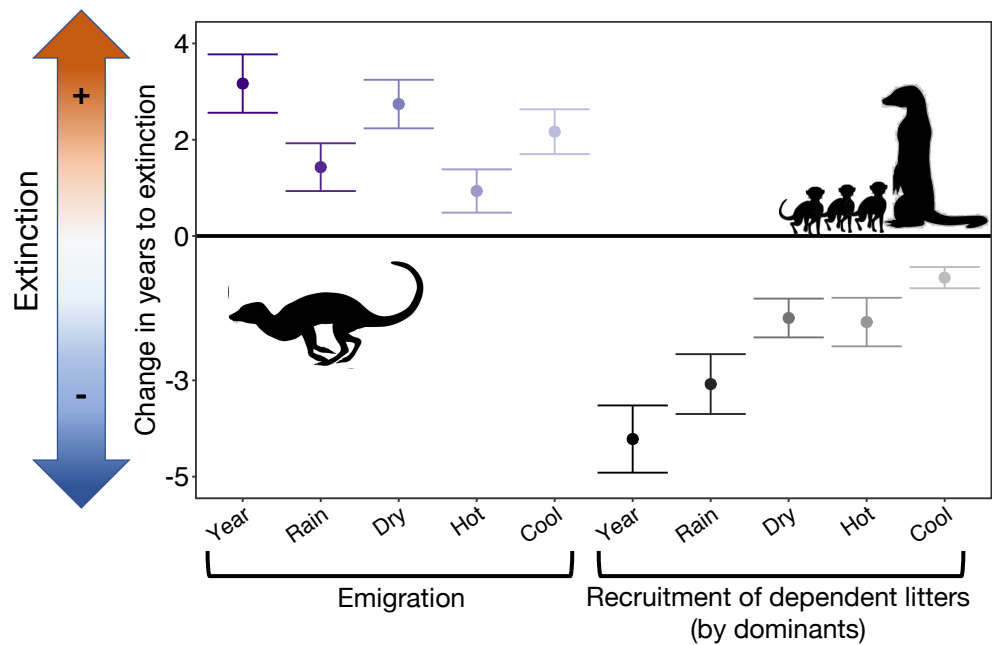 Extinction
+
-
Change in years to extinction
4
2
0
-3
-5
Year Rain Dry Hot Cool Year Rain Dry Hot Cool
Emigration
Recruitment of dependent litters
(by dominants)